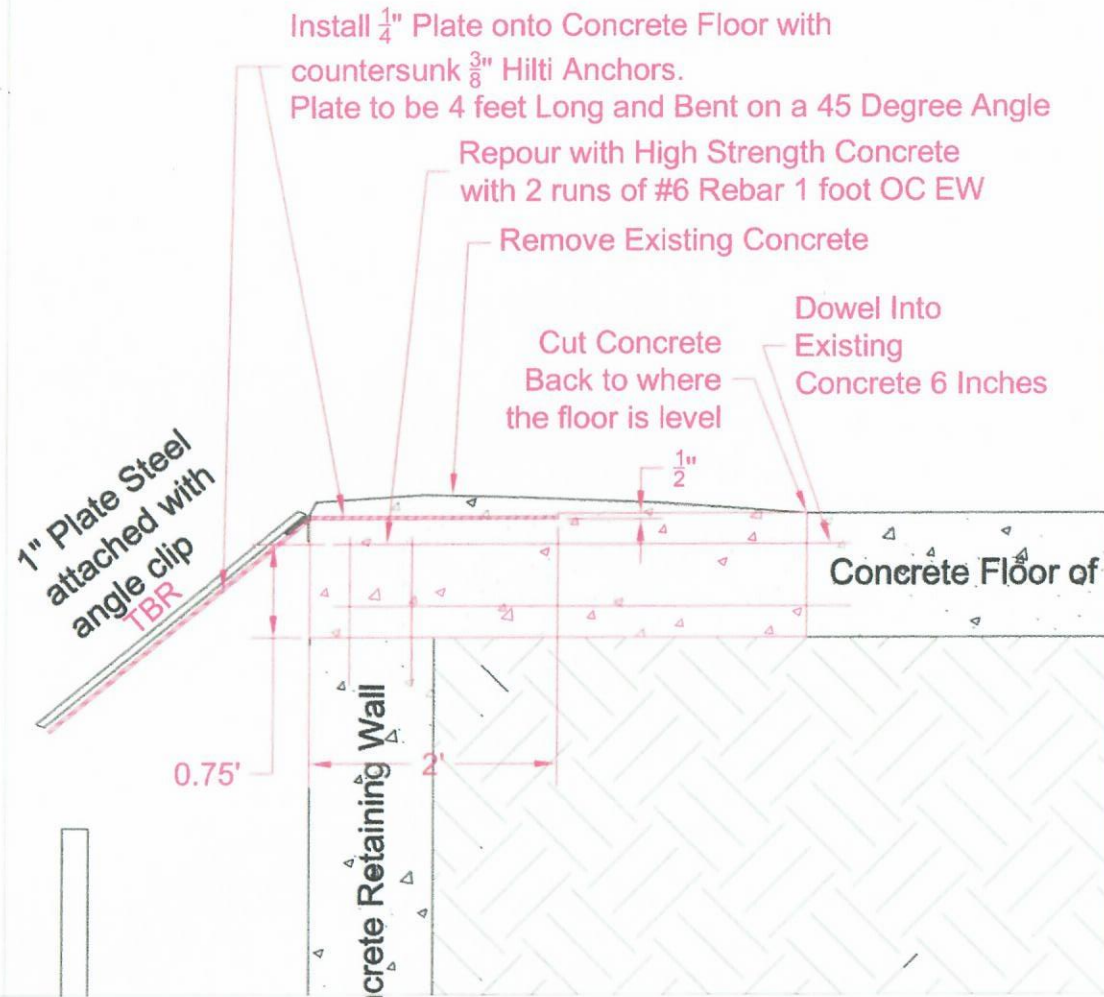 Install 1/4" Plate onto Concrete Floor with
countersunk 3/8" Hilti Anchors.
Plate to be 4 feet Long and Bent on a 45 Degree Angle
Repour with High Strength Concrete
with 2 runs of #6 Rebar 1 foot OC EW
Remove Existing Concrete
Dowel Into
Existing
Concrete 6 Inches
Cut Concrete
Back to where
the floor is level
1/2"
1" Plate Steel
attached with
angle clip
TBR
Concrete Floor of
0.75'
2'
crete Retaining Wall